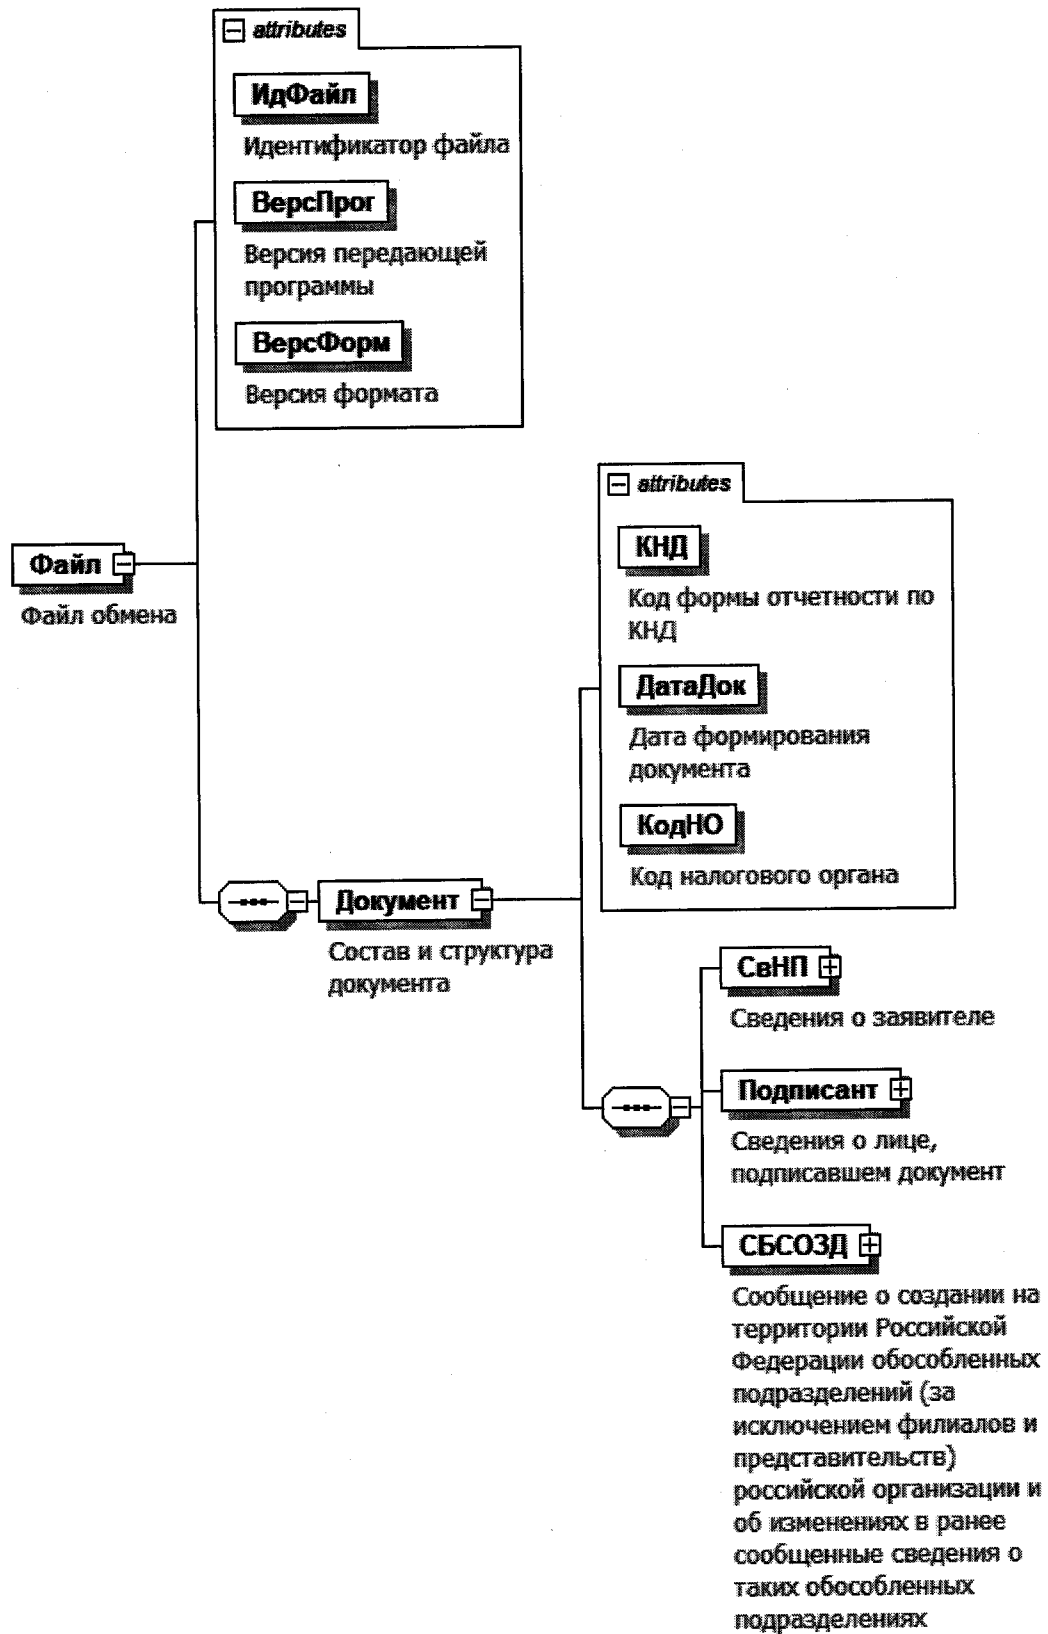 attributes
ИдФайл
Идентификатор файла
ВерсПрог
Версия передающей
программы
ВерсФорм
Версия формата
Файл
Файл обмена
Документ
Состав и структура
документа
attributes
КНД
Код формы отчетности по
КНД
ДатаДок
Дата формирования
документа
КодНО
Код налогового органа
СвНП
Сведения о заявителе
Подписант
Сведения о лице,
подписавшем документ
СБСОЗД
Сообщение о создании на
территории Российской
Федерации обособленных
подразделений (за
исключением филиалов и
представительств)
российской организации и
об изменениях в ранее
сообщенные сведения о
таких обособленных
подразделениях